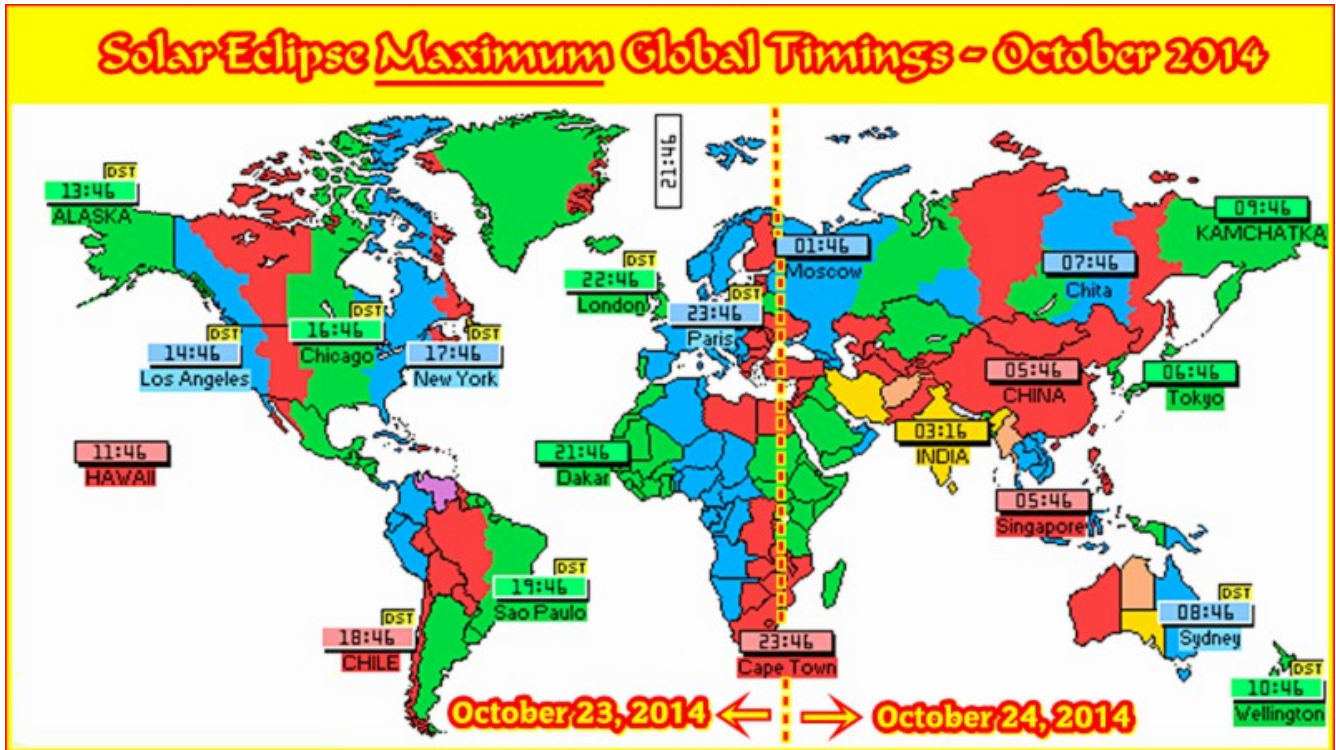 Solar Eclipse Maximum Global Timings - October 2014
21:46
DST
13:46
ALASKA
09:46
KAMCHATKA
01:46
Moscow
07:46
Chita
DST
22:46
London
DST
23:46
Paris
DST
16:46
Chicago
DST
14:46
Los Angeles
DST
17:46
New York
05:46
CHINA
06:46
Tokyo
03:16
INDIA
11:46
HAWAII
21:46
Dakar
05:46
Singapore
DST
19:46
Sao Paulo
DST
08:46
Sydney
DST
18:46
CHILE
23:46
Cape Town
DST
10:46
Wellington
October 23, 2014
October 24, 2014